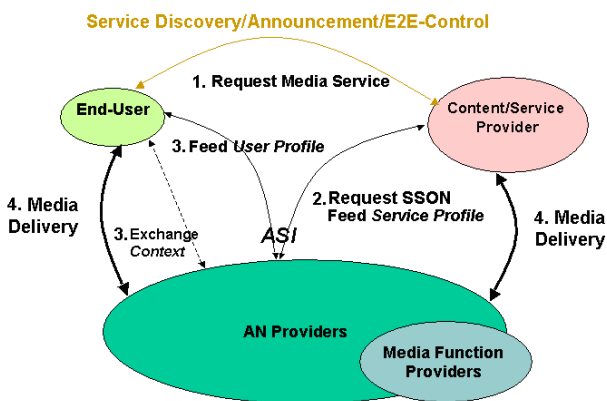 Service Discovery/Announcement/E2E-Control
1. Request Media Service
End-User
Content/Service
Provider
3. Feed User Profile
2. Request SSON
Feed Service Profile
4. Media
Delivery
4. Media
Delivery
3. Exchange
Context
ASI
AN Providers
Media Function
Providers